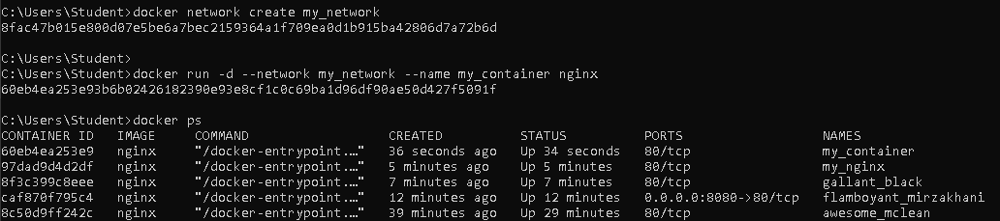 C:\Users\Student>docker network create my_network
8fac47b015e800d07e5be6a7bec2159364a1f709ea0d1b915ba42806d7a72b6d
C:\Users\Student>
C:\Users\Student>docker run -d --network my_network --name my_container nginx
60eb4ea253e93b6b02426182390e93e8cf1c0c69ba1d96df90ae50d427f5091f
C:\Users\Student>docker ps
CONTAINER ID   IMAGE     COMMAND                  CREATED          STATUS          PORTS                  NAMES
60eb4ea253e9   nginx     "/docker-entrypoint.…"   36 seconds ago   Up 34 seconds   80/tcp                 my_container
97dad9d4d2df   nginx     "/docker-entrypoint.…"   5 minutes ago    Up 5 minutes    80/tcp                 my_nginx
8f3c399c8eee   nginx     "/docker-entrypoint.…"   7 minutes ago    Up 7 minutes    80/tcp                 gallant_black
caf870f795c4   nginx     "/docker-entrypoint.…"   12 minutes ago   Up 12 minutes   0.0.0.0:8080->80/tcp   flamboyant_mirzakhani
8c50d9ff242c   nginx     "/docker-entrypoint.…"   39 minutes ago   Up 29 minutes   80/tcp                 awesome_mclean